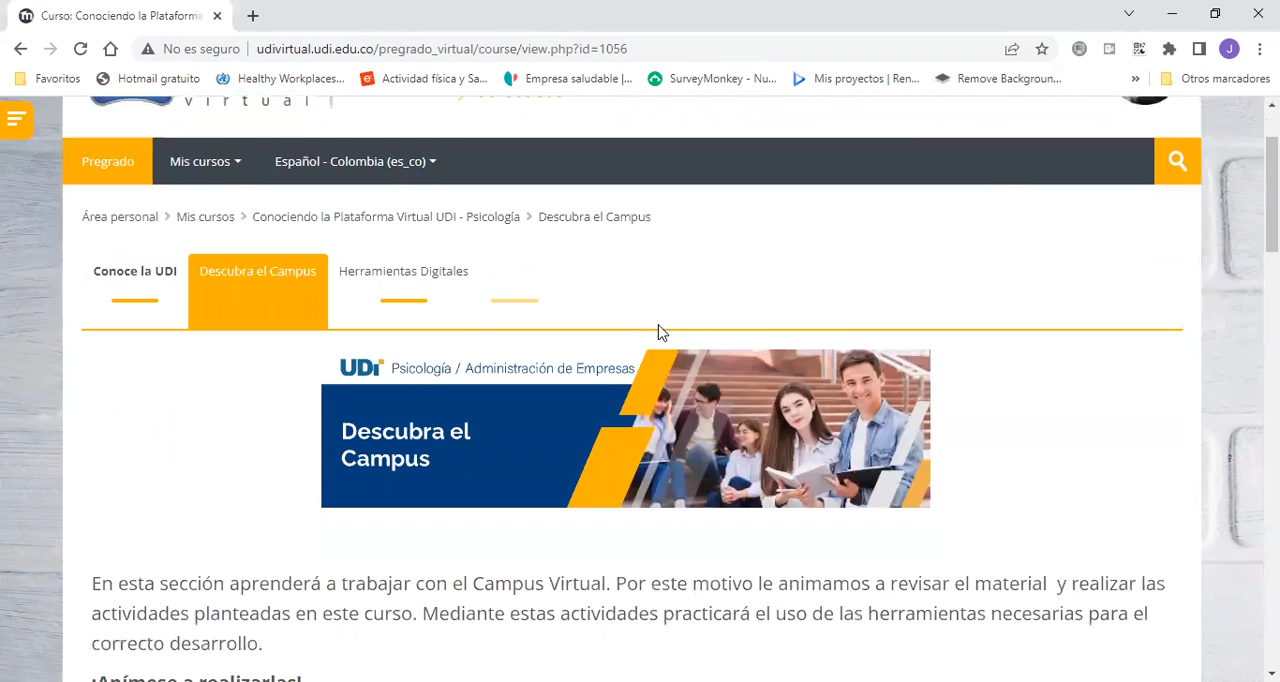 Curso: Conociendo la Plataforma
No es seguro
udivirtual.udi.edu.co/pregrado_virtual/course/view.php?id=1056
J
Favoritos
Hotmail gratuito
Healthy Workplaces...
Actividad física y Sa...
Empresa saludable |...
SurveyMonkey - Nu...
Mis proyectos | Ren...
Remove Backgroun...
»
Otros marcadores
virtual
Pregrado
Mis cursos
Español - Colombia (es_co)
Área personal > Mis cursos > Conociendo la Plataforma Virtual UDI - Psicología > Descubra el Campus
Conoce la UDI
Descubra el Campus
Herramientas Digitales
UDi Psicología / Administración de Empresas
Descubra el
Campus
En esta sección aprenderá a trabajar con el Campus Virtual. Por este motivo le animamos a revisar el material y realizar las
actividades planteadas en este curso. Mediante estas actividades practicará el uso de las herramientas necesarias para el
correcto desarrollo.
¡Anímese a realizarlas!